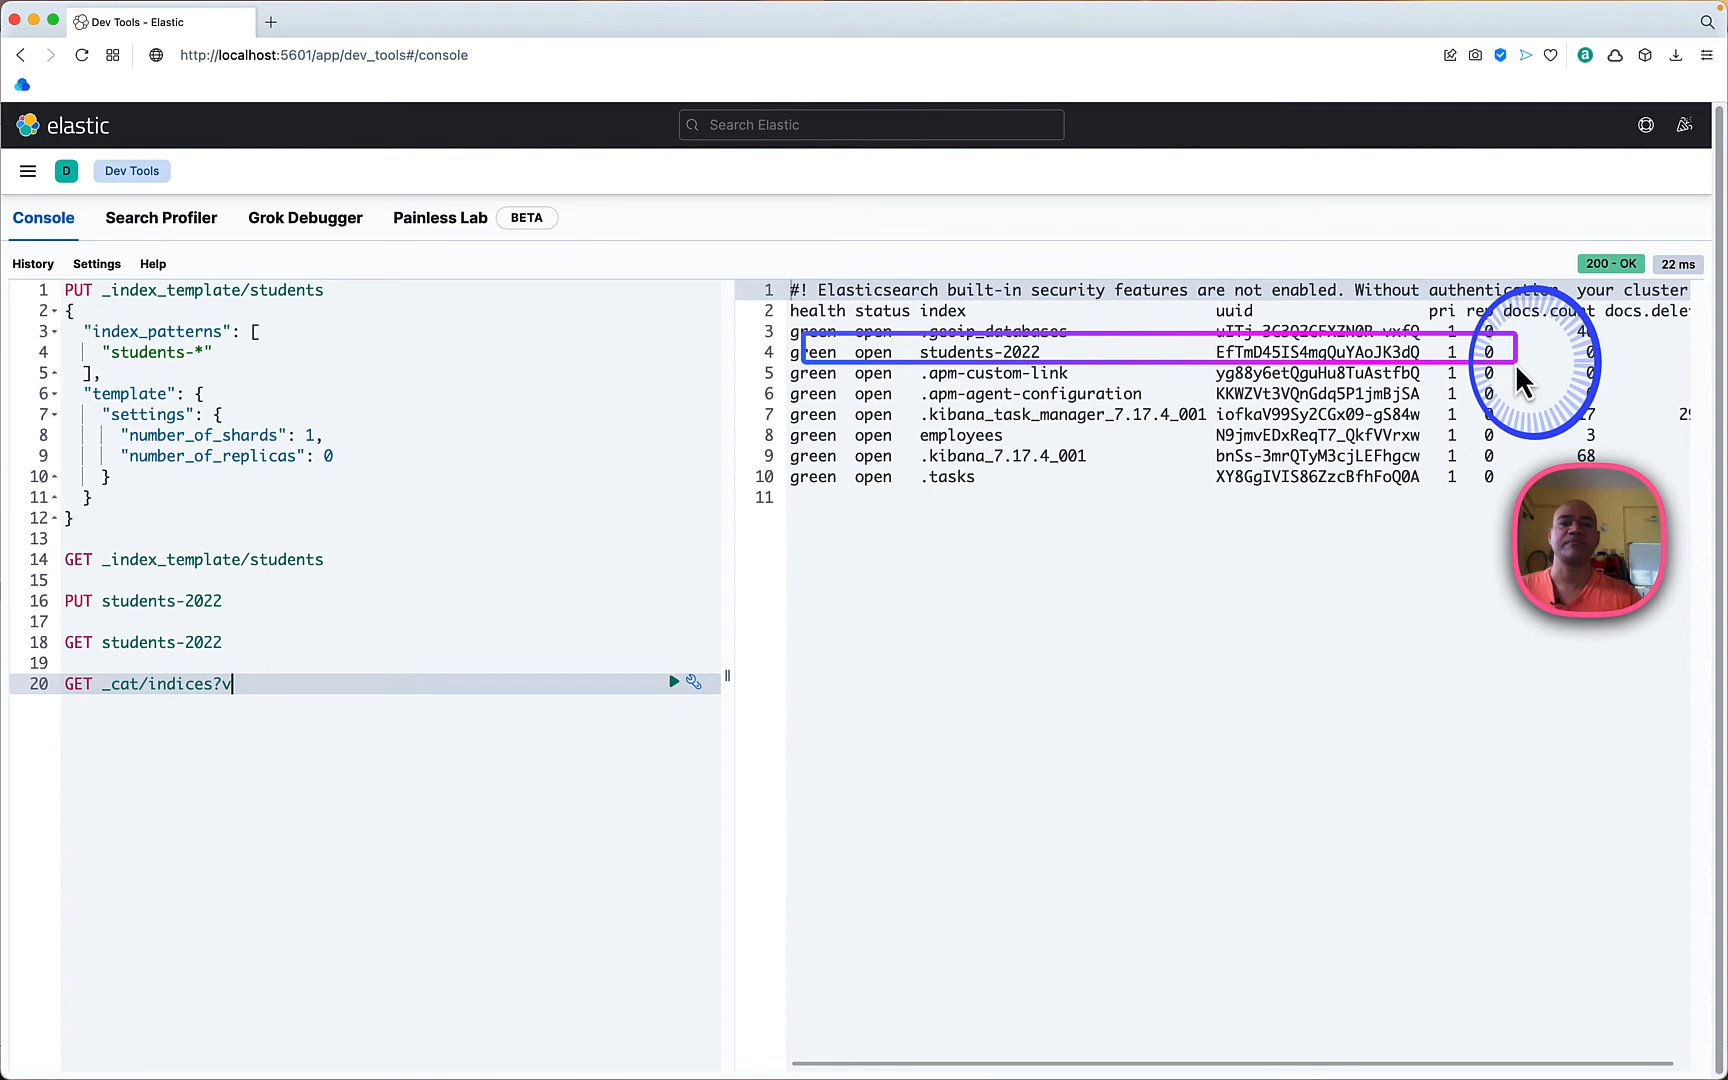 Dev Tools - Elastic
http://localhost:5601/app/dev_tools#/console
a
elastic
Search Elastic
D
Dev Tools
Console
Search Profiler
Grok Debugger
Painless Lab
BETA
History
Settings
Help
200 - OK
22 ms
1 PUT _index_template/students
2 {
3 "index_patterns": [
4 "students-*"
5 ],
6 "template": {
7 "settings": {
8 "number_of_shards": 1,
9 "number_of_replicas": 0
10 }
11 }
12 }
13
14 GET _index_template/students
15
16 PUT students-2022
17
18 GET students-2022
19
20 GET _cat/indices?v
1 #! Elasticsearch built-in security features are not enabled. Without authentication, your cluster
2 health status index uuid pri rep docs.count docs.dele
3 green open .geoip_databases 1 0
4 green open students-2022 EfTmD45IS4mgQuYAoJK3dQ 1 0 0
5 green open .apm-custom-link yg88y6etQguHu8TuAstfbQ 1 0 0
6 green open .apm-agent-configuration KKWZVt3VQnGdq5P1jmBjSA 1 0
7 green open .kibana_task_manager_7.17.4_001 iofkaV99Sy2CGx09-gS84w 1 0
8 green open employees N9jmvEDxReqT7_QkfVVrxw 1 0 3
9 green open .kibana_7.17.4_001 bnSs-3mrQTyM3cjLEFhgcw 1 0 68
10 green open .tasks XY8GgIVIS86ZzcBfhFoQ0A 1 0
11